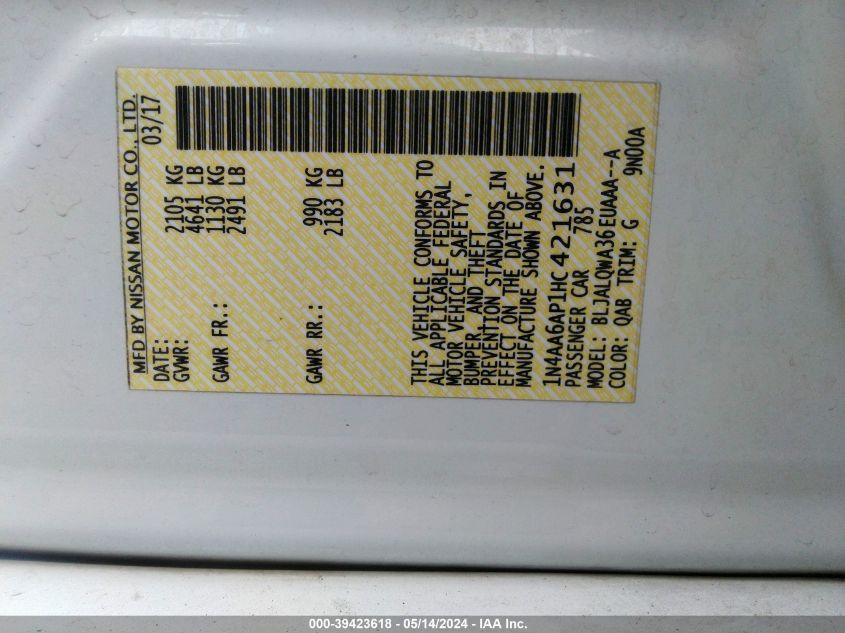 MFD BY NISSAN MOTOR CO., LTD.
DATE: 03/17
GVWR: 2105 KG
4641 LB
GAWR FR.: 1130 KG
2491 LB
GAWR RR.: 990 KG
2183 LB
THIS VEHICLE CONFORMS TO
ALL APPLICABLE FEDERAL
MOTOR VEHICLE SAFETY,
BUMPER, AND THEFT
PREVENTION STANDARDS IN
EFFECT ON THE DATE OF
MANUFACTURE SHOWN ABOVE.
1N4AA6AP1HC421631
PASSENGER CAR 785
MODEL: BLJALQWA36EUAAA--A
COLOR: QAB TRIM: G 9N00A
000-39423618 - 05/14/2024 - IAA Inc.